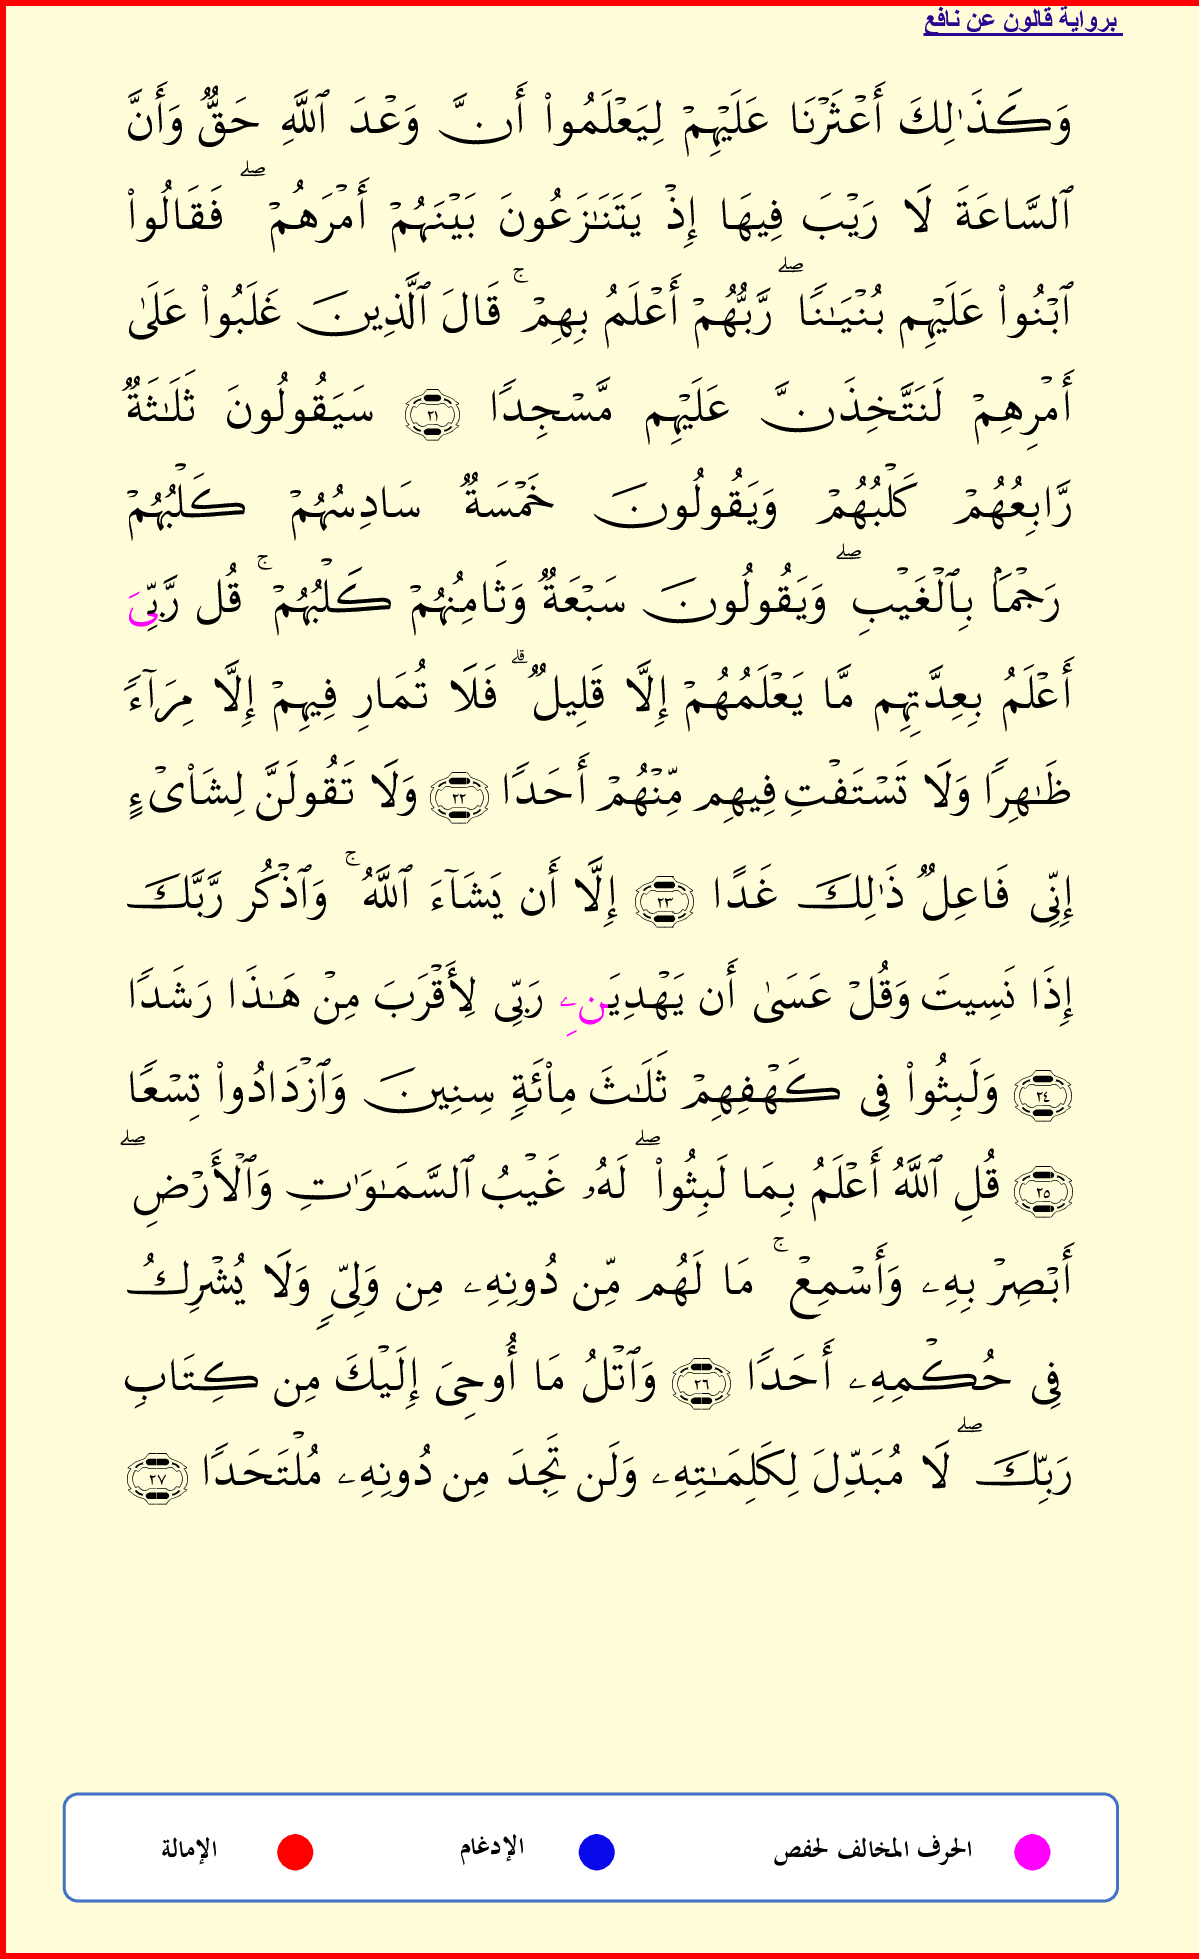 برواية قالون عن نافع
وَكَذَٰلِكَ أَعْثَرْنَا عَلَيْهِمْ لِيَعْلَمُوا۟ أَنَّ وَعْدَ ٱللَّهِ حَقٌّ وَأَنَّ
ٱلسَّاعَةَ لَا رَيْبَ فِيهَا إِذْ يَتَنَـٰزَعُونَ بَيْنَهُمْ أَمْرَهُمْ ۖ فَقَالُوا۟
ٱبْنُوا۟ عَلَيْهِم بُنْيَـٰنًا ۖ رَّبُّهُمْ أَعْلَمُ بِهِمْ ۚ قَالَ ٱلَّذِينَ غَلَبُوا۟ عَلَىٰ
أَمْرِهِمْ لَنَتَّخِذَنَّ عَلَيْهِم مَّسْجِدًا ٢١ سَيَقُولُونَ ثَلَـٰثَةٌ
رَّابِعُهُمْ كَلْبُهُمْ وَيَقُولُونَ خَمْسَةٌ سَادِسُهُمْ كَلْبُهُمْ
رَجْمًۢا بِٱلْغَيْبِ ۖ وَيَقُولُونَ سَبْعَةٌ وَثَامِنُهُمْ كَلْبُهُمْ ۚ قُل رَّبِّىَ
أَعْلَمُ بِعِدَّتِهِم مَّا يَعْلَمُهُمْ إِلَّا قَلِيلٌ ۗ فَلَا تُمَارِ فِيهِمْ إِلَّا مِرَآءً
ظَـٰهِرًا وَلَا تَسْتَفْتِ فِيهِم مِّنْهُمْ أَحَدًا ٢٢ وَلَا تَقُولَنَّ لِشَا۟ىْءٍ
إِنِّى فَاعِلٌ ذَٰلِكَ غَدًا ٢٣ إِلَّا أَن يَشَآءَ ٱللَّهُ ۚ وَٱذْكُر رَّبَّكَ
إِذَا نَسِيتَ وَقُلْ عَسَىٰ أَن يَهْدِيَنِۦ رَبِّى لِأَقْرَبَ مِنْ هَـٰذَا رَشَدًا
٢٤ وَلَبِثُوا۟ فِى كَهْفِهِمْ ثَلَـٰثَ مِا۟ئَةٍ سِنِينَ وَٱزْدَادُوا۟ تِسْعًا
٢٥ قُلِ ٱللَّهُ أَعْلَمُ بِمَا لَبِثُوا۟ ۖ لَهُۥ غَيْبُ ٱلسَّمَـٰوَٰتِ وَٱلْأَرْضِ ۖ
أَبْصِرْ بِهِۦ وَأَسْمِعْ ۚ مَا لَهُم مِّن دُونِهِۦ مِن وَلِىٍّ وَلَا يُشْرِكُ
فِى حُكْمِهِۦ أَحَدًا ٢٦ وَٱتْلُ مَا أُوحِىَ إِلَيْكَ مِن كِتَابِ
رَبِّكَ ۖ لَا مُبَدِّلَ لِكَلِمَـٰتِهِۦ وَلَن تَجِدَ مِن دُونِهِۦ مُلْتَحَدًا ٢٧
الحرف المخالف لحفص الإدغام الإمالة